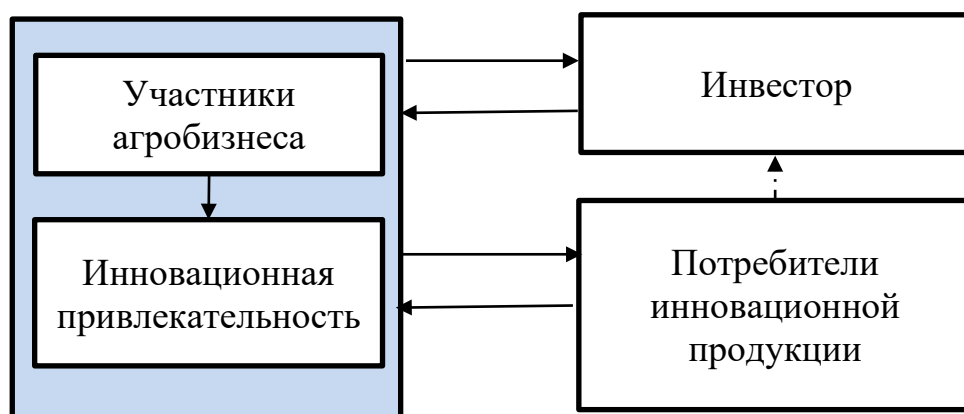 Участники
агробизнеса
Инвестор
Инновационная
привлекательность
Потребители
инновационной
продукции